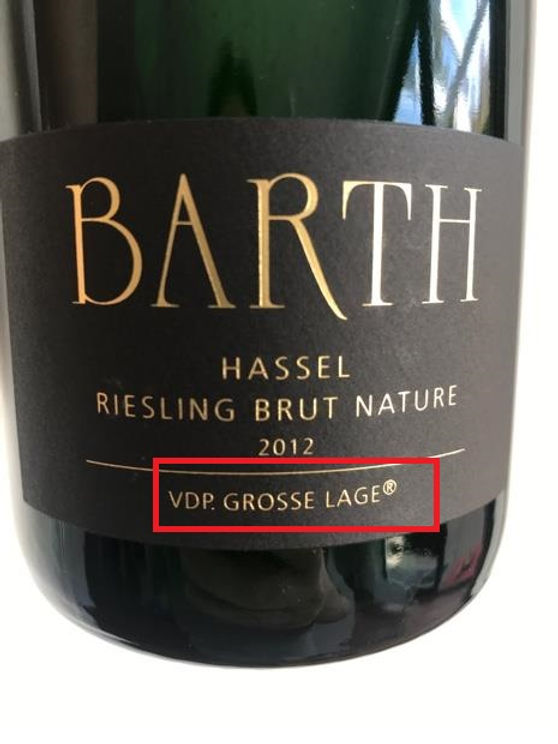 BARTH
HASSEL
RIESLING BRUT NATURE
2012
VDP. GROSSE LAGE®